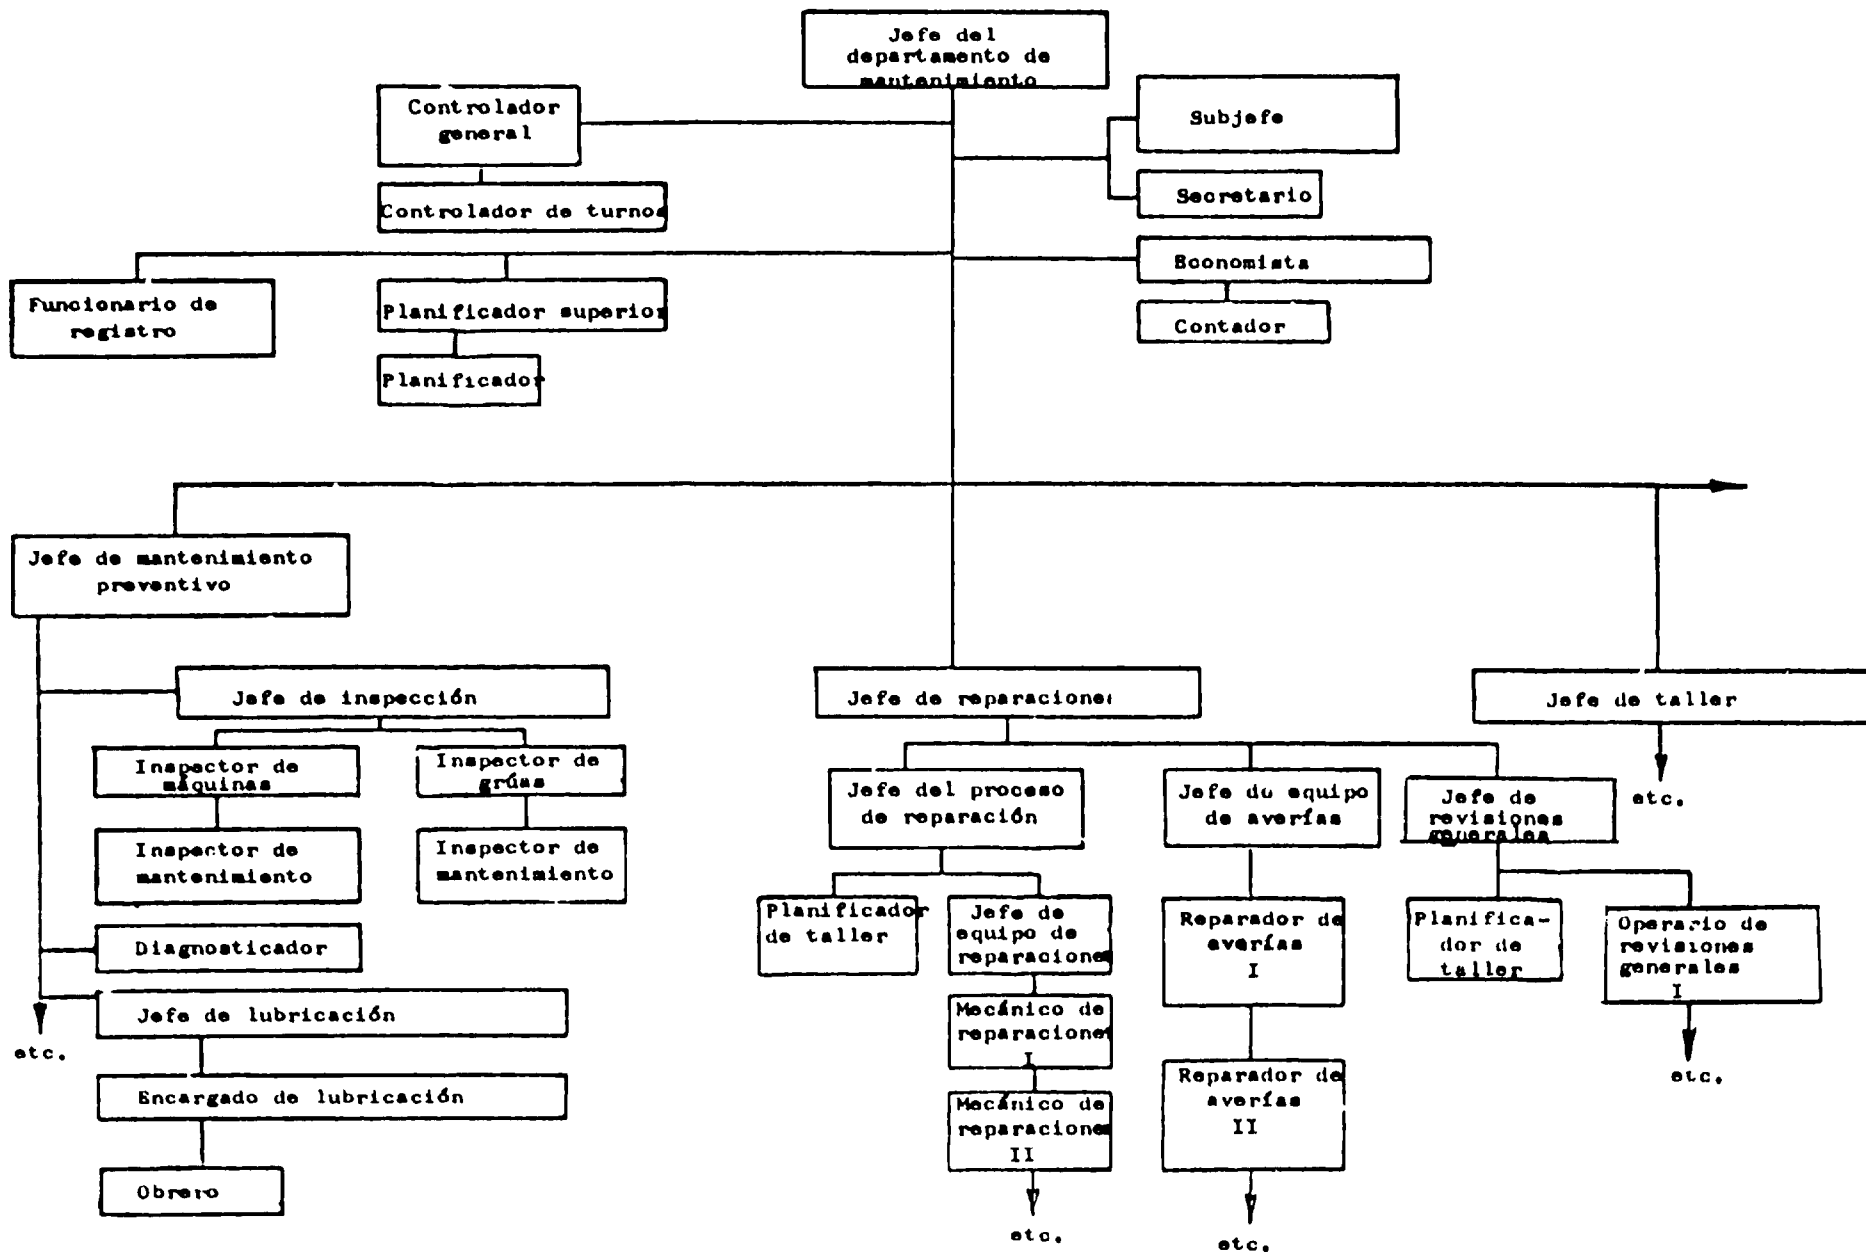 Jefe del
departamento de
mantenimiento
Controlador
general
Subjefe
Secretario
Controlador de turnos
Economista
Contador
Funcionario de
registro
Planificador superior
Planificador
Jefe de mantenimiento
preventivo
Jefe de inspección
Inspector de
máquinas
Inspector de
grúas
Inspector de
mantenimiento
Inspector de
mantenimiento
Diagnosticador
Jefe de lubricación
etc.
Encargado de lubricación
Obrero
Jefe de reparaciones
Jefe del proceso
de reparación
Planificador
de taller
Jefe de
equipo de
reparaciones
Mecánico de
reparaciones
I
Mecánico de
reparaciones
II
etc.
Jefe de equipo
de averías
Reparador de
averías
I
Reparador de
averías
II
etc.
Jefe de
revisiones
generales
Planifica-
dor de
taller
Operario de
revisiones
generales
I
etc.
Jefe de taller
etc.